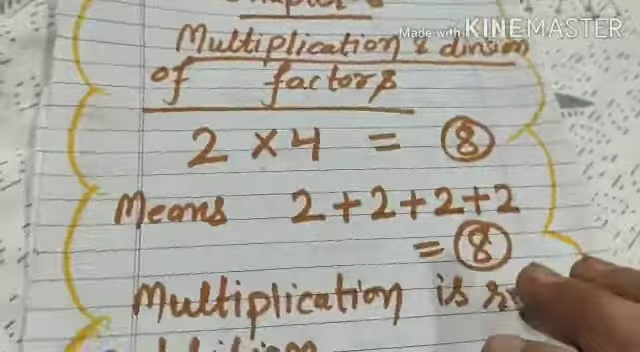 Made with KINEMASTER
Multiplication & division
of factors
2 × 4 = 8
Means 2+2+2+2
= 8
Multiplication is